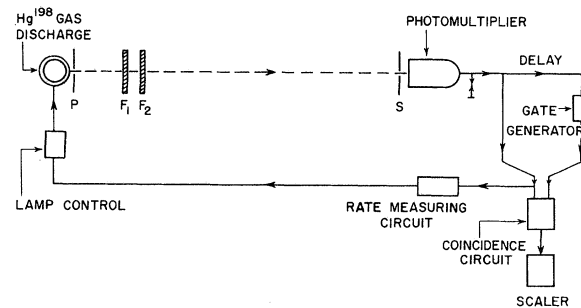 Hg198 GAS
DISCHARGE
PHOTOMULTIPLIER
DELAY
P
F1
F2
S
GATE
GENERATOR
LAMP CONTROL
RATE MEASURING
CIRCUIT
COINCIDENCE
CIRCUIT
SCALER